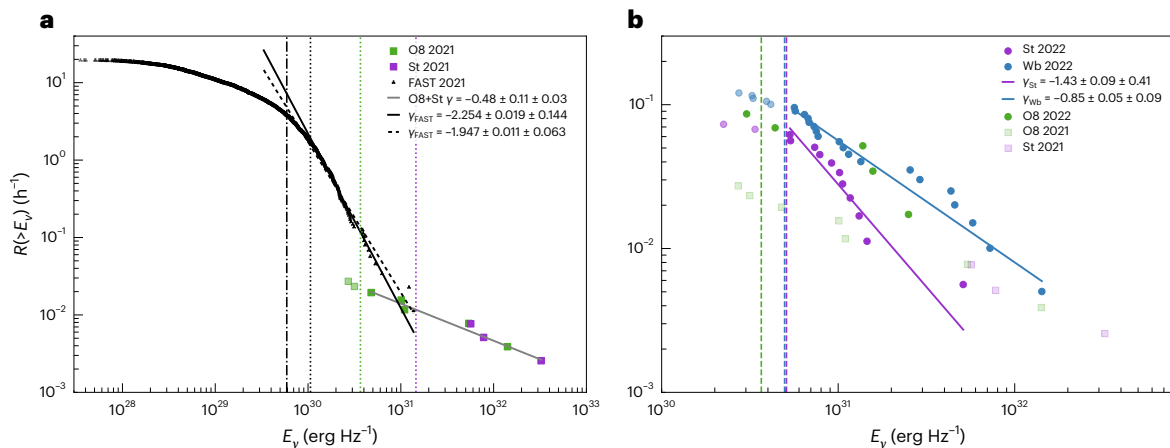 a
R(>Eν) (h⁻¹)
10¹
10⁰
10⁻¹
10⁻²
10⁻³
O8 2021
St 2021
FAST 2021
O8+St γ = −0.48 ± 0.11 ± 0.03
γFAST = −2.254 ± 0.019 ± 0.144
γFAST = −1.947 ± 0.011 ± 0.063
10²⁸
10²⁹
10³⁰
10³¹
10³²
10³³
Eν (erg Hz⁻¹)
b
10⁻¹
10⁻²
10⁻³
St 2022
Wb 2022
γSt = −1.43 ± 0.09 ± 0.41
γWb = −0.85 ± 0.05 ± 0.09
O8 2022
O8 2021
St 2021
10³⁰
10³¹
10³²
Eν (erg Hz⁻¹)